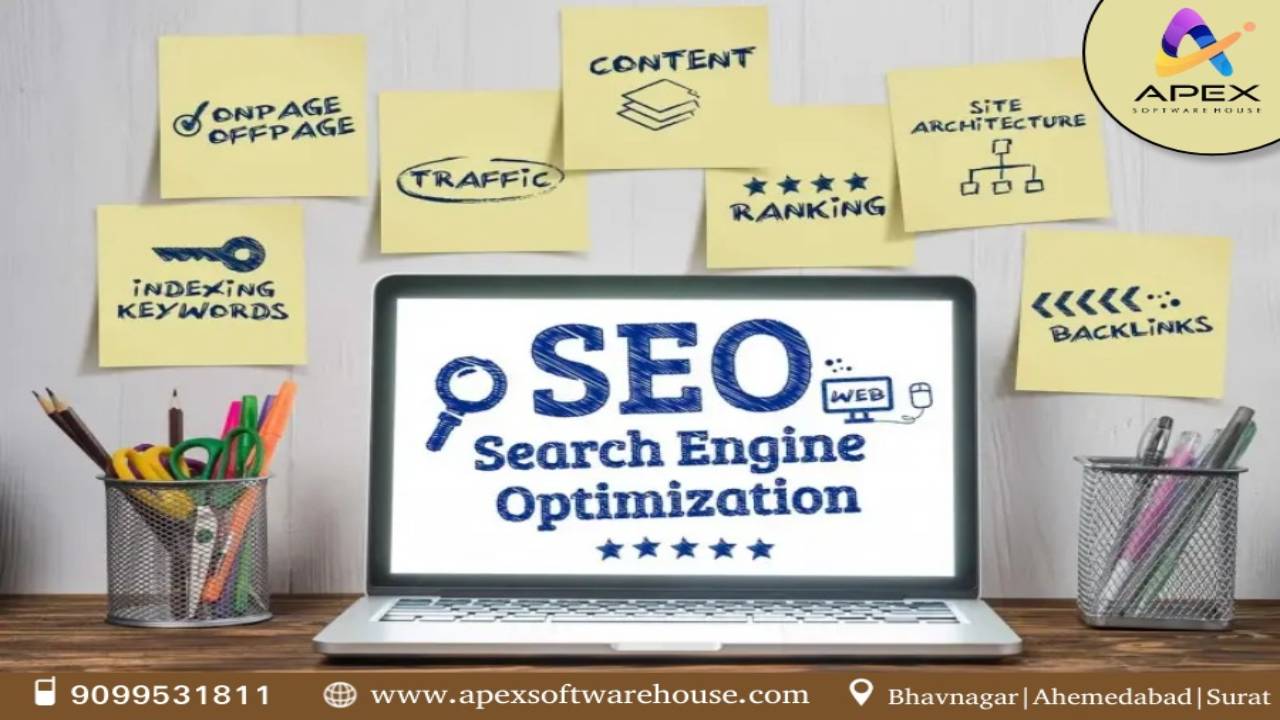 CONTENT
APEX
SOFTWARE HOUSE
ONPAGE
OFFPAGE
TRAFFIC
SITE
ARCHITECTURE
RANKING
INDEXING
KEYWORDS
BACKLINKS
SEO
WEB
Search Engine
Optimization
9099531811
www.apexsoftwarehouse.com
Bhavnagar|Ahemedabad|Surat